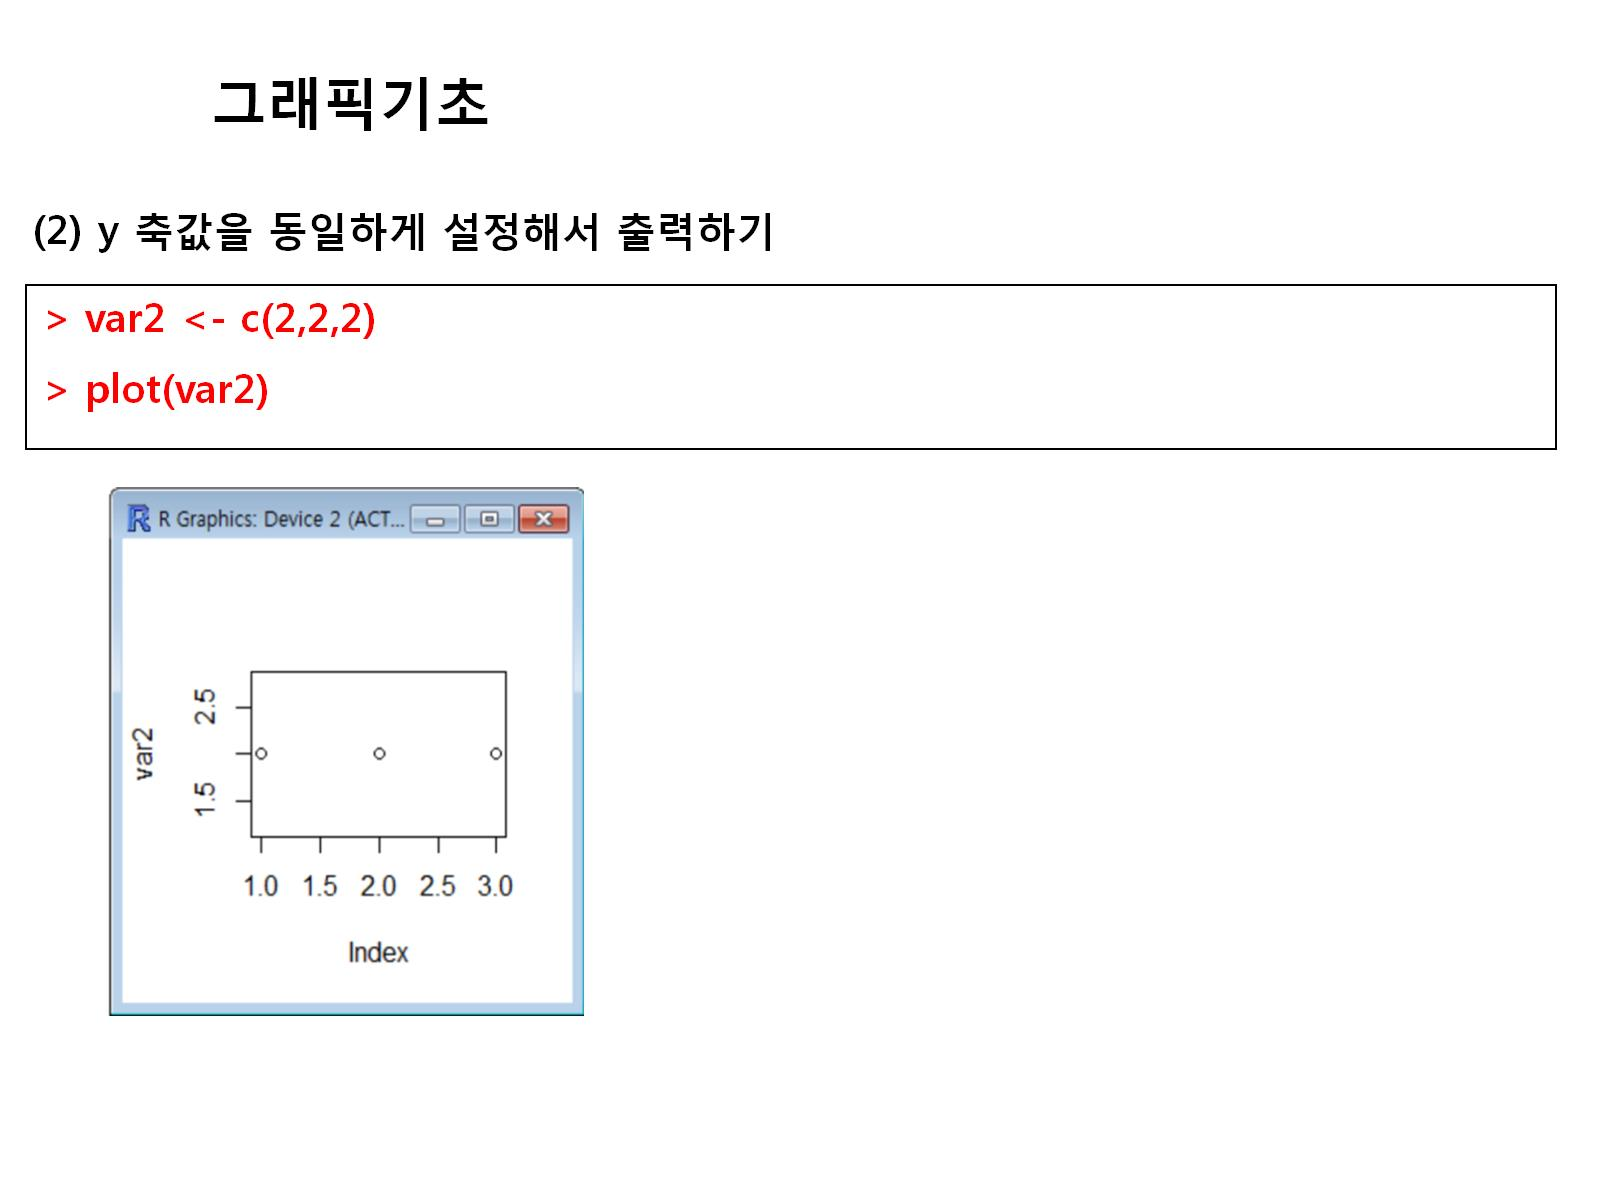 그래픽기초
(2) y 축값을 동일하게 설정해서 출력하기
> var2 <- c(2,2,2)
> plot(var2)
R Graphics: Device 2 (ACT...
var2
2.5
1.5
1.0 1.5 2.0 2.5 3.0
Index